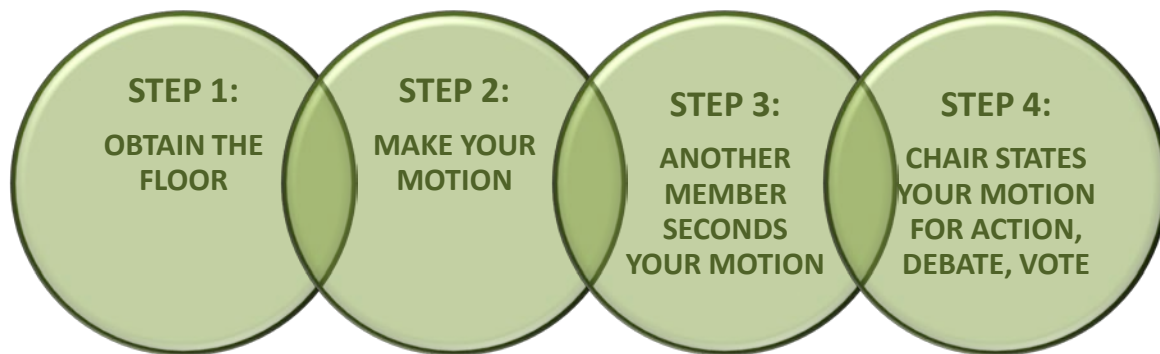 STEP 1:
OBTAIN THE
FLOOR
STEP 2:
MAKE YOUR
MOTION
STEP 3:
ANOTHER
MEMBER
SECONDS
YOUR MOTION
STEP 4:
CHAIR STATES
YOUR MOTION
FOR ACTION,
DEBATE, VOTE